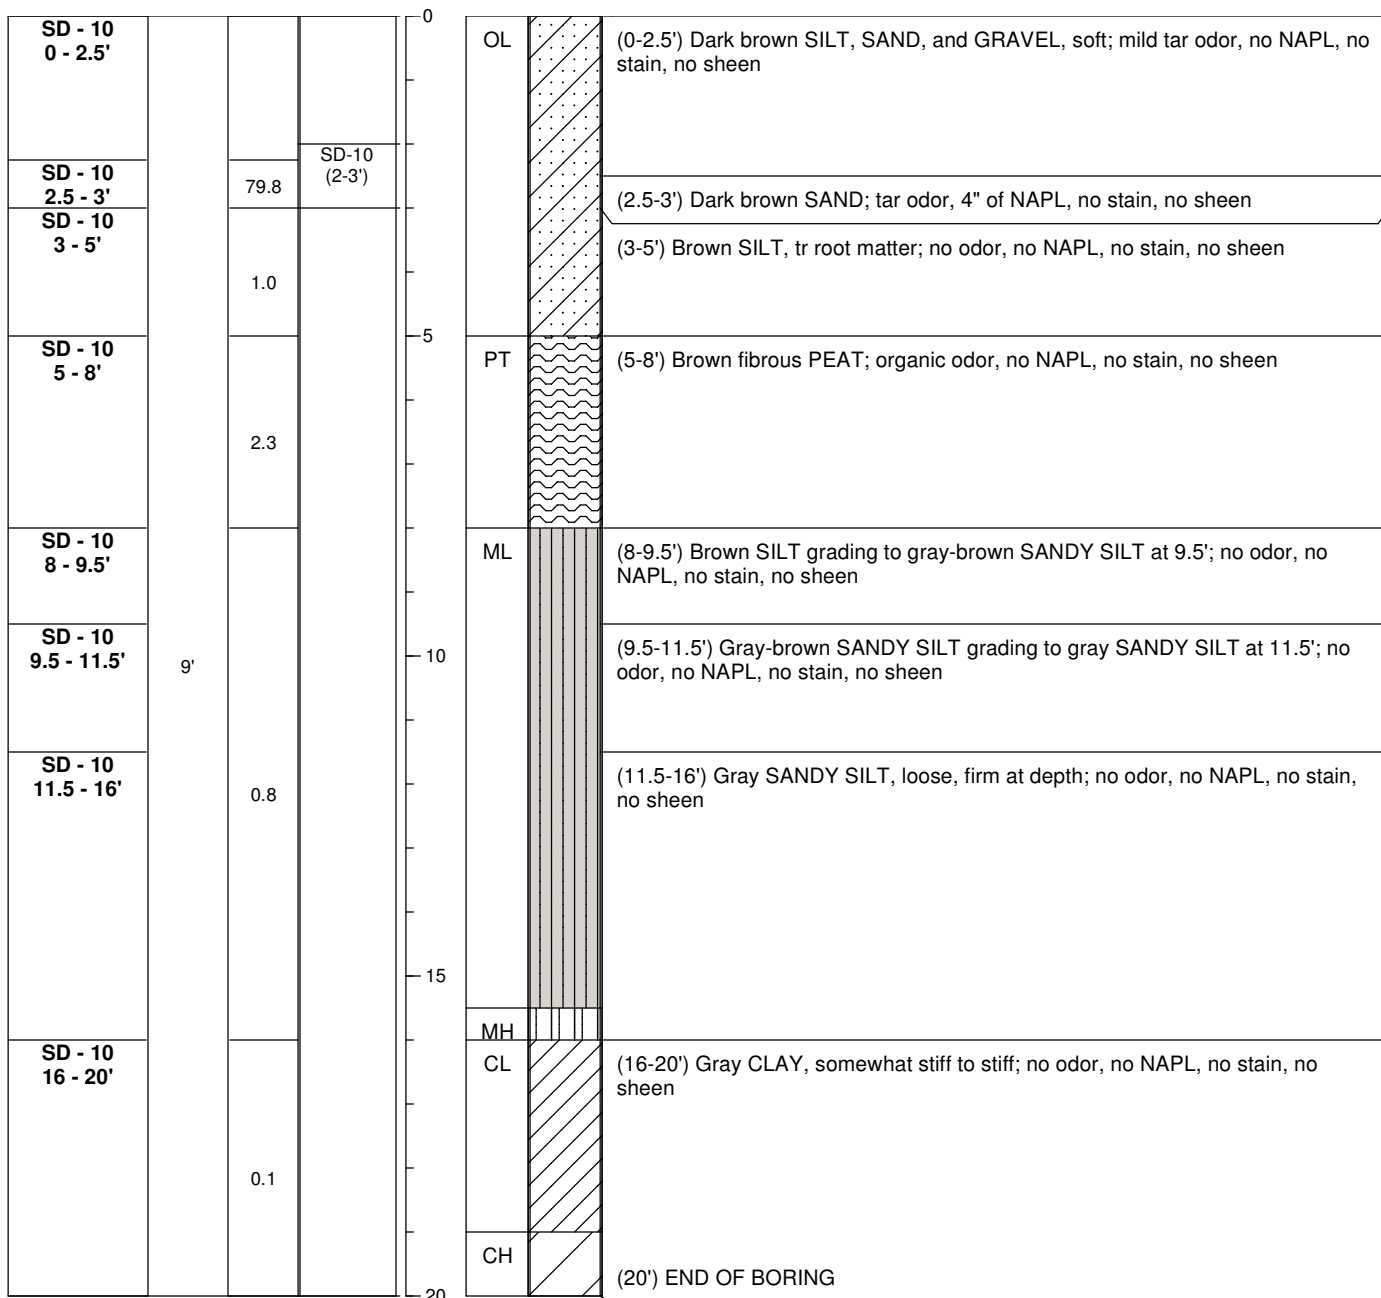 SD - 10
0 - 2.5'
0
OL
(0-2.5') Dark brown SILT, SAND, and GRAVEL, soft; mild tar odor, no NAPL, no
stain, no sheen
SD-10
(2-3')
SD - 10
2.5 - 3'
79.8
(2.5-3') Dark brown SAND; tar odor, 4" of NAPL, no stain, no sheen
SD - 10
3 - 5'
1.0
(3-5') Brown SILT, tr root matter; no odor, no NAPL, no stain, no sheen
5
SD - 10
5 - 8'
2.3
PT
(5-8') Brown fibrous PEAT; organic odor, no NAPL, no stain, no sheen
SD - 10
8 - 9.5'
ML
(8-9.5') Brown SILT grading to gray-brown SANDY SILT at 9.5'; no odor, no
NAPL, no stain, no sheen
SD - 10
9.5 - 11.5'
9'
10
(9.5-11.5') Gray-brown SANDY SILT grading to gray SANDY SILT at 11.5'; no
odor, no NAPL, no stain, no sheen
SD - 10
11.5 - 16'
0.8
(11.5-16') Gray SANDY SILT, loose, firm at depth; no odor, no NAPL, no stain,
no sheen
15
MH
SD - 10
16 - 20'
0.1
CL
(16-20') Gray CLAY, somewhat stiff to stiff; no odor, no NAPL, no stain, no
sheen
CH
(20') END OF BORING
20